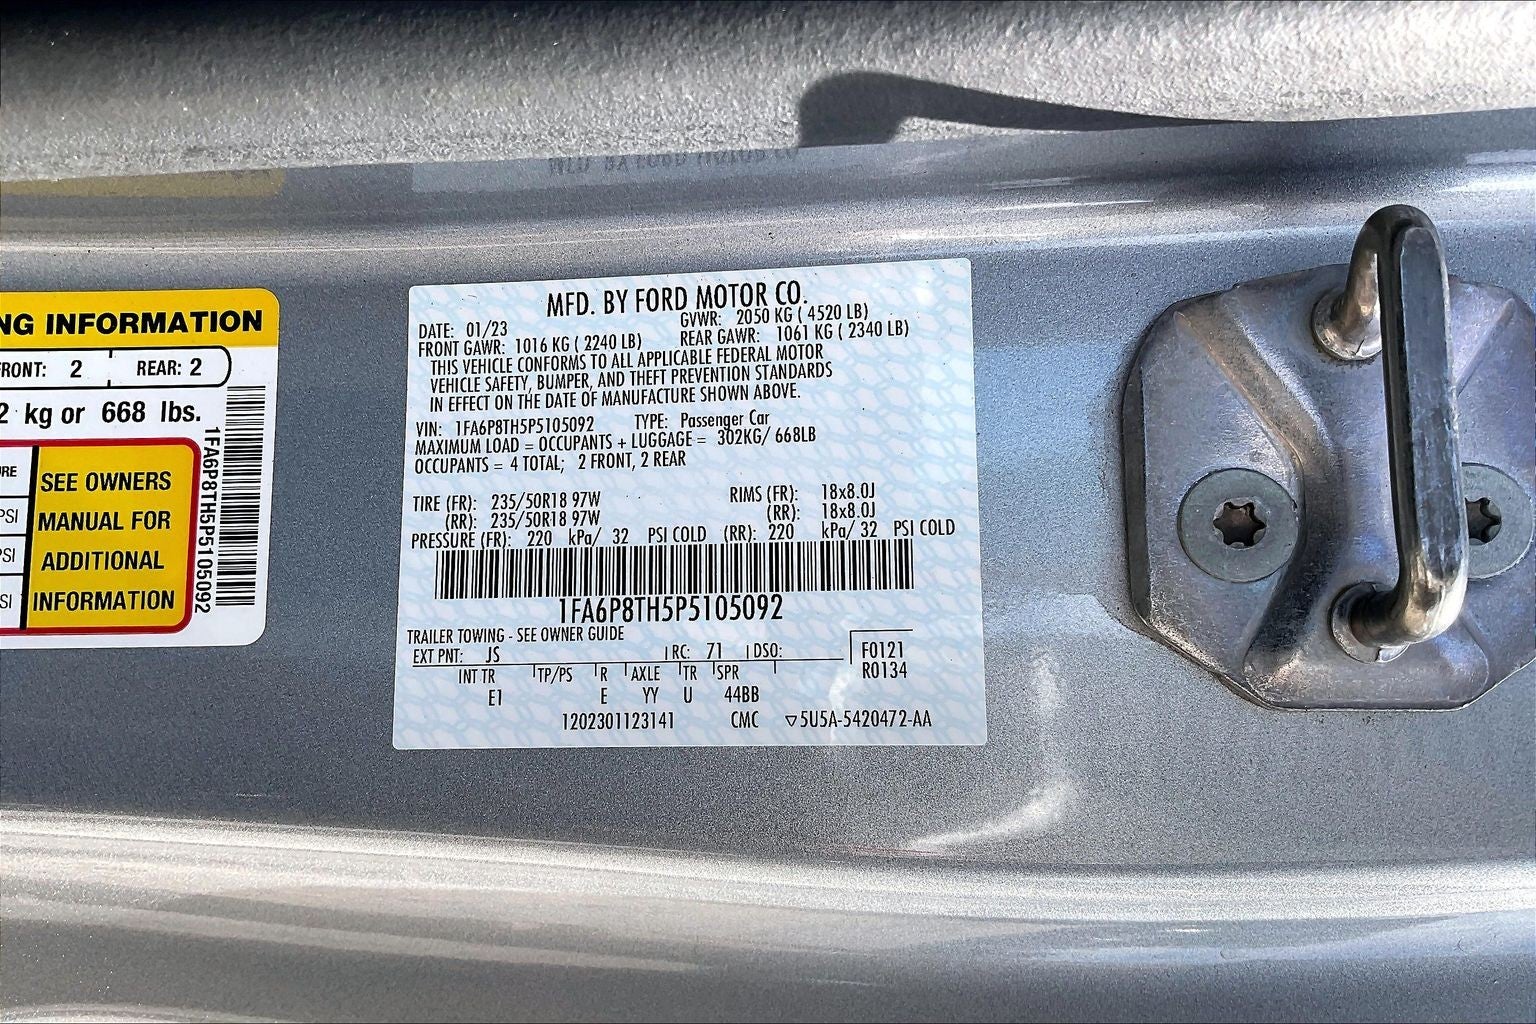 NG INFORMATION
FRONT: 2 REAR: 2
2 kg or 668 lbs.
SEE OWNERS
MANUAL FOR
ADDITIONAL
INFORMATION
PSI
PSI
PSI
1FA6P8TH5P5105092
MFD. BY FORD MOTOR CO.
DATE: 01/23 GVWR: 2050 KG ( 4520 LB)
FRONT GAWR: 1016 KG ( 2240 LB) REAR GAWR: 1061 KG ( 2340 LB)
THIS VEHICLE CONFORMS TO ALL APPLICABLE FEDERAL MOTOR
VEHICLE SAFETY, BUMPER, AND THEFT PREVENTION STANDARDS
IN EFFECT ON THE DATE OF MANUFACTURE SHOWN ABOVE.
VIN: 1FA6P8TH5P5105092 TYPE: Passenger Car
MAXIMUM LOAD = OCCUPANTS + LUGGAGE = 302KG/ 668LB
OCCUPANTS = 4 TOTAL; 2 FRONT, 2 REAR
TIRE (FR): 235/50R18 97W RIMS (FR): 18x8.0J
(RR): 235/50R18 97W (RR): 18x8.0J
PRESSURE (FR): 220 kPa/ 32 PSI COLD (RR): 220 kPa/ 32 PSI COLD
1FA6P8TH5P5105092
TRAILER TOWING - SEE OWNER GUIDE
EXT PNT: JS RC: 71 DSO: F0121
R0134
INT TR TP/PS R AXLE TR SPR
E1 E YY U 44BB
1202301123141 CMC ▽5U5A-5420472-AA